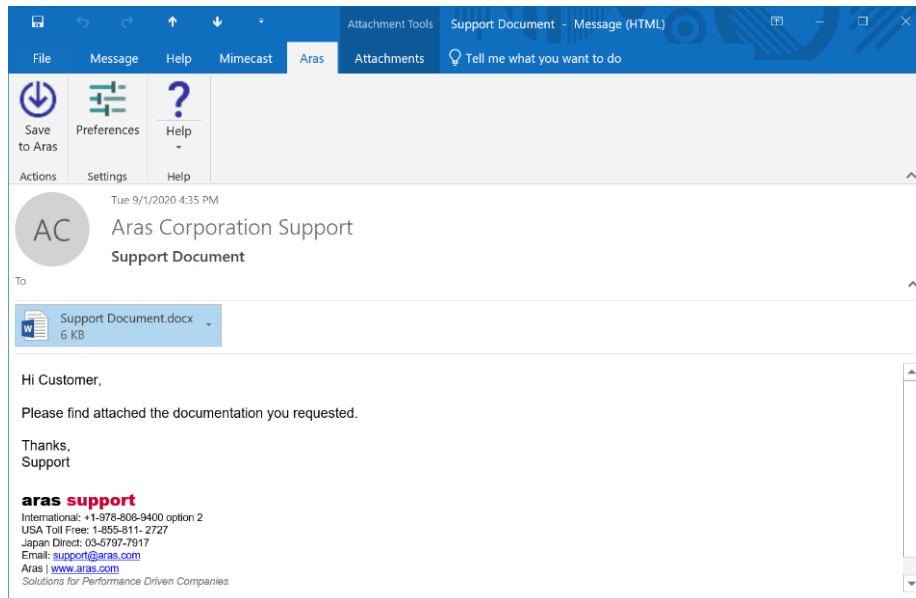 Attachment Tools Support Document - Message (HTML)
File Message Help Mimecast Aras Attachments Tell me what you want to do
Save to Aras
Preferences
Help
Actions Settings Help
Tue 9/1/2020 4:35 PM
AC
Aras Corporation Support
Support Document
To
Support Document.docx
6 KB
Hi Customer,
Please find attached the documentation you requested.
Thanks,
Support
aras support
International: +1-978-806-9400 option 2
USA Toll Free: 1-855-811- 2727
Japan Direct: 03-5797-7917
Email: support@aras.com
Aras | www.aras.com
Solutions for Performance Driven Companies